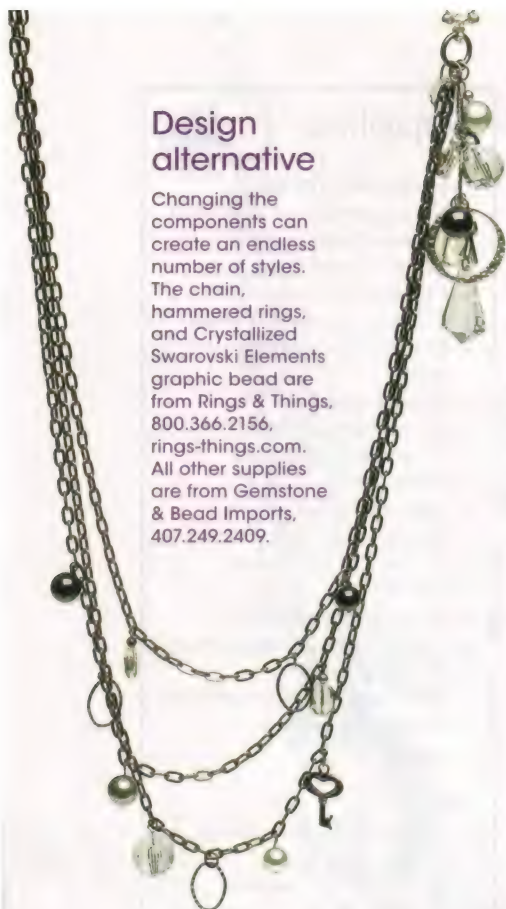 Design
alternative
Changing the
components can
create an endless
number of styles.
The chain,
hammered rings,
and Crystallized
Swarovski Elements
graphic bead are
from Rings & Things,
800.366.2156,
rings-things.com.
All other supplies
are from Gemstone
& Bead Imports,
407.249.2409.